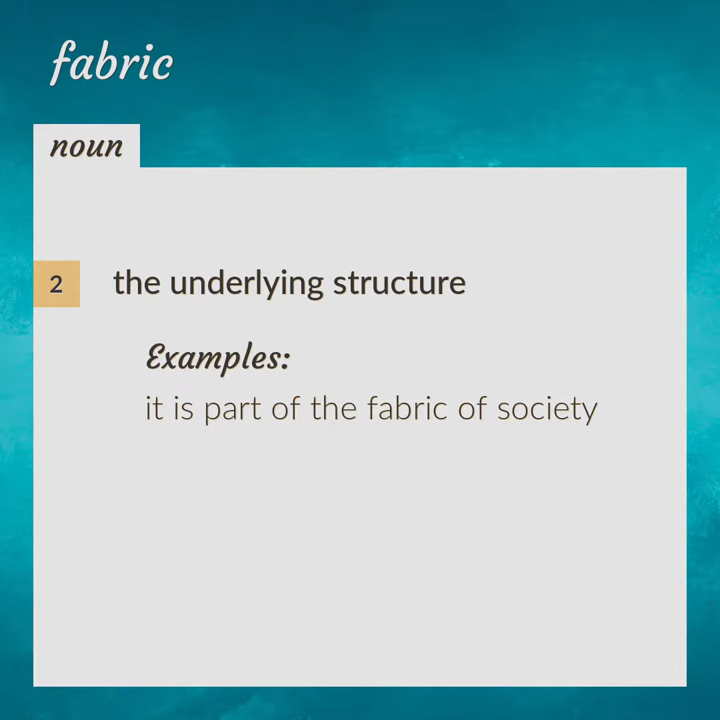 fabric
noun
2
the underlying structure
Examples:
it is part of the fabric of society